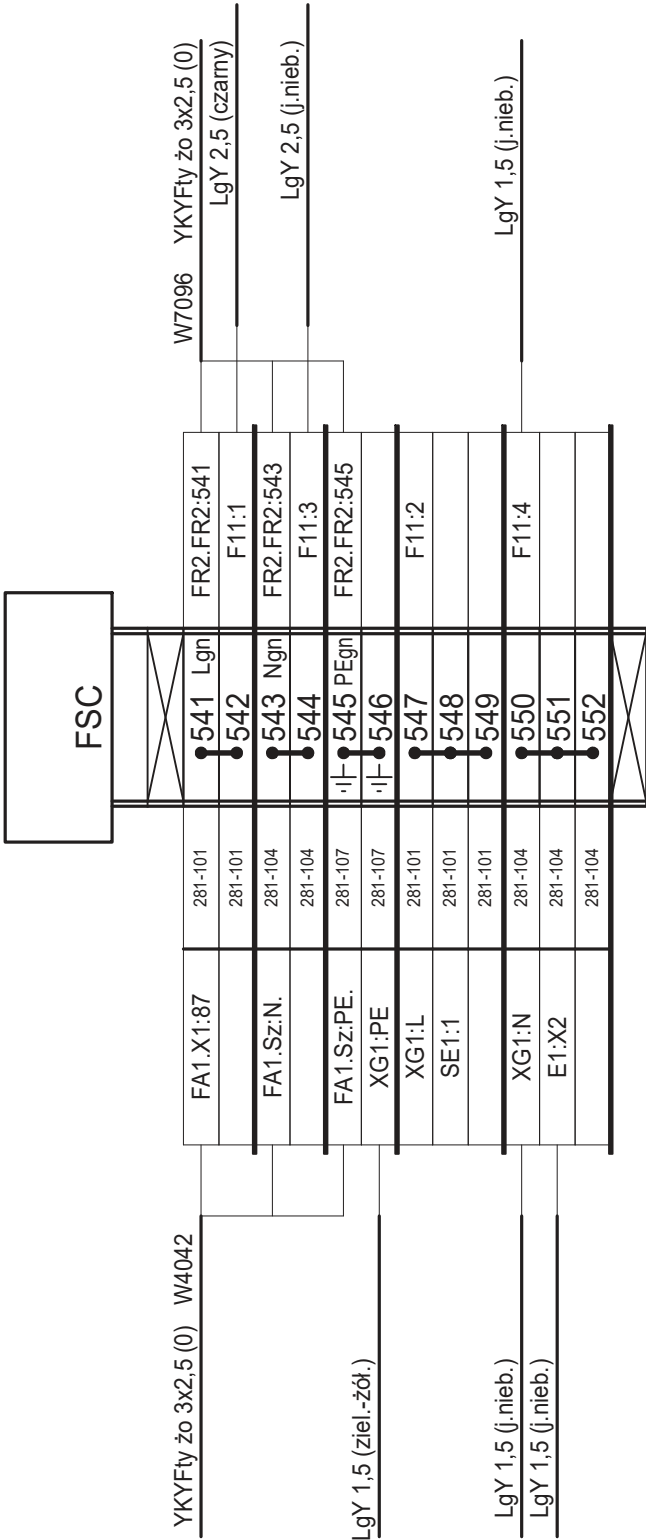 FSC
W7096 YKYFty żo 3x2,5 (0)
LgY 2,5 (czarny)
LgY 2,5 (j.nieb.)
LgY 1,5 (j.nieb.)
FA1.X1:87 281-101 541 Lgn FR2.FR2:541
281-101 542 F11:1
FA1.Sz:N. 281-104 543 Ngn FR2.FR2:543
281-104 544 F11:3
FA1.Sz:PE. 281-107 545 PEgn FR2.FR2:545
XG1:PE 281-107 546
XG1:L 281-101 547 F11:2
SE1:1 281-101 548
281-101 549
XG1:N 281-104 550 F11:4
E1:X2 281-104 551
281-104 552
YKYFty żo 3x2,5 (0) W4042
LgY 1,5 (ziel.-żół.)
LgY 1,5 (j.nieb.)
LgY 1,5 (j.nieb.)